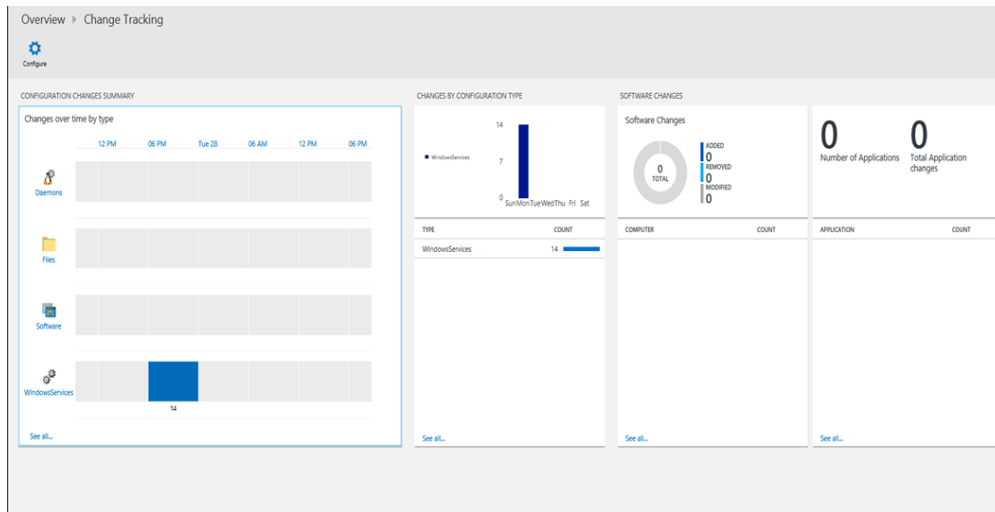 Overview Change Tracking
Configure
CONFIGURATION CHANGES SUMMARY
Changes over time by type
12 PM 06 PM Tue 28 06 AM 12 PM 06 PM
Daemons
Files
Software
WindowsServices
14
See all...
CHANGES BY CONFIGURATION TYPE
14
WindowsServices
7
0
Sun Mon Tue Wed Thu Fri Sat
TYPE COUNT
WindowsServices 14
See all...
SOFTWARE CHANGES
Software Changes
0
TOTAL
ADDED
0
REMOVED
0
MODIFIED
0
COMPUTER COUNT
See all...
0
Number of Applications
0
Total Application
changes
APPLICATION COUNT
See all...